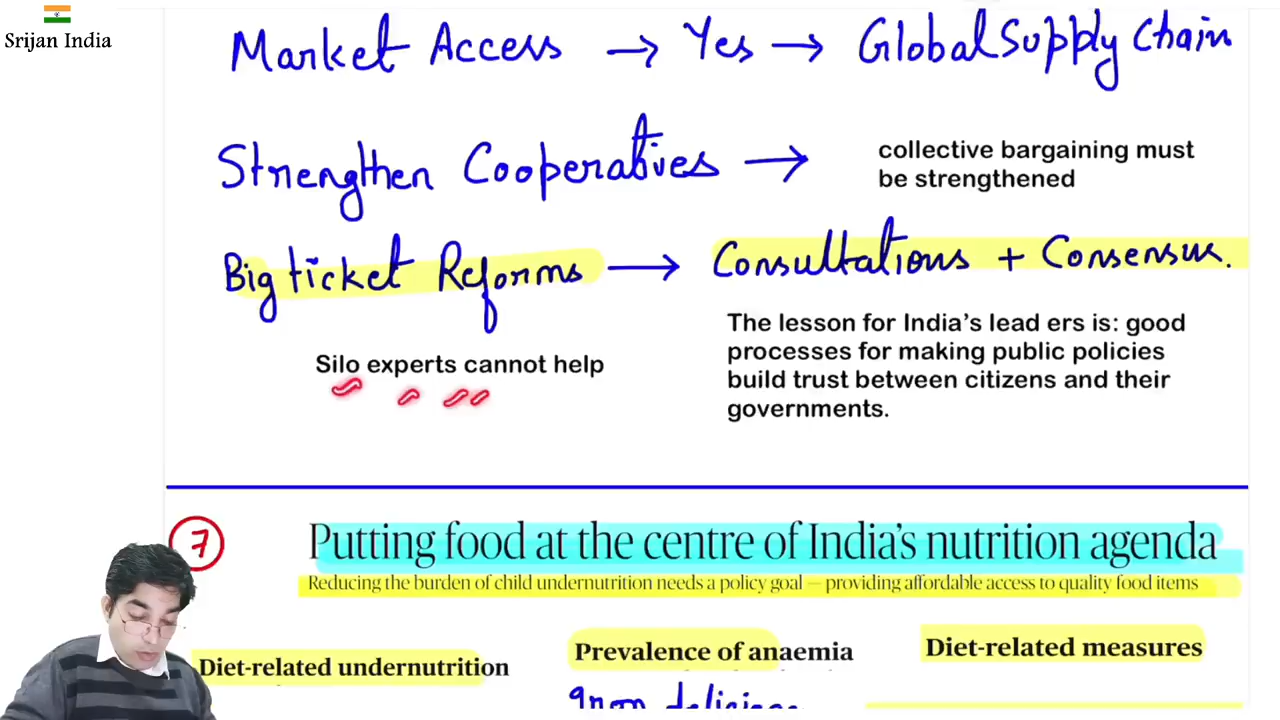 Srijan India
Market Access → Yes → Global Supply Chain
Strengthen Cooperatives →
collective bargaining must
be strengthened
Big ticket Reforms → Consultations + Consensus.
Silo experts cannot help
The lesson for India's lead ers is: good
processes for making public policies
build trust between citizens and their
governments.
7
Putting food at the centre of India's nutrition agenda
Reducing the burden of child undernutrition needs a policy goal — providing affordable access to quality food items
Diet-related undernutrition
Prevalence of anaemia
Diet-related measures